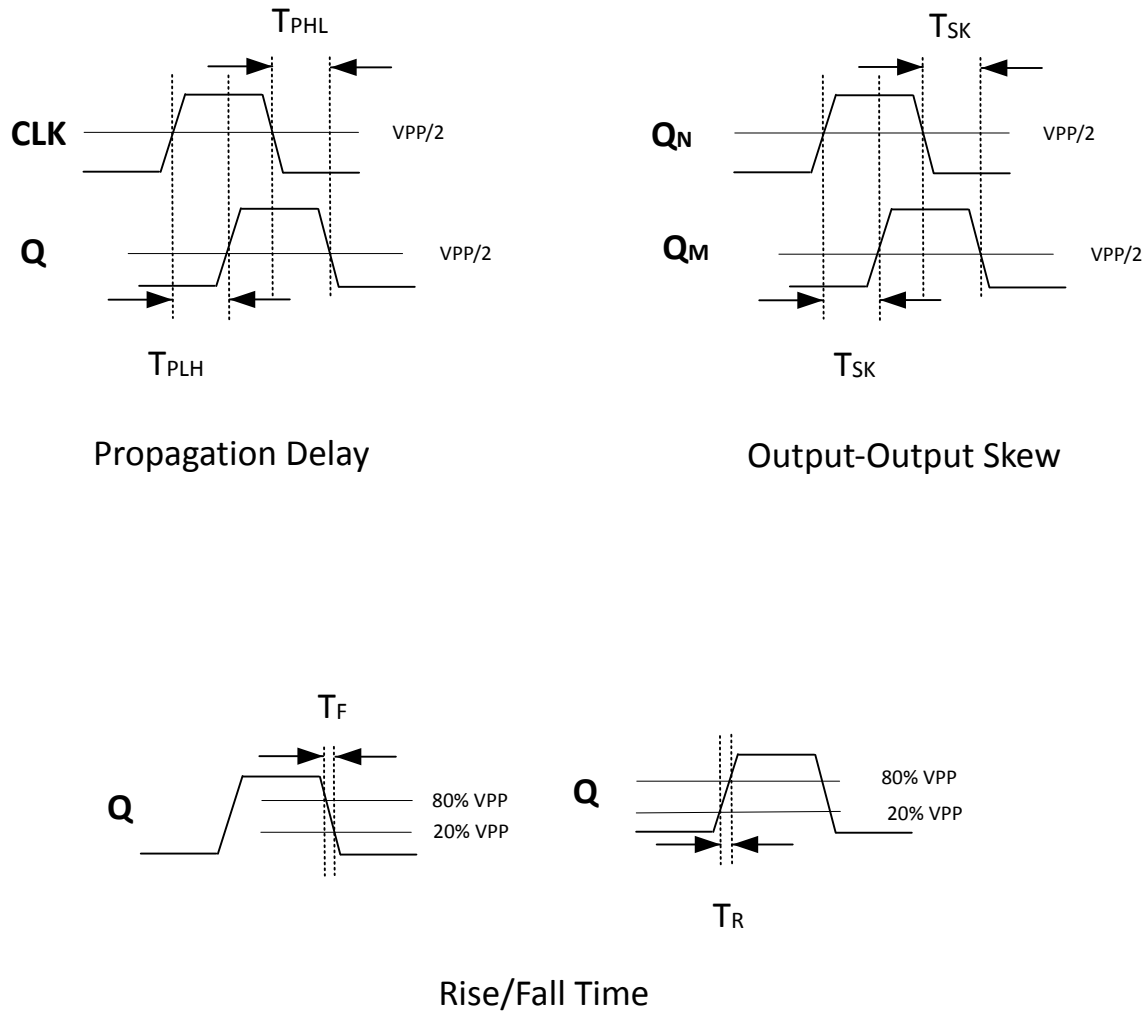 TPHL
CLK
VPP/2
Q
VPP/2
TPLH
Propagation Delay
TSK
QN
VPP/2
QM
VPP/2
TSK
Output-Output Skew
TF
Q
80% VPP
20% VPP
Q
80% VPP
20% VPP
TR
Rise/Fall Time